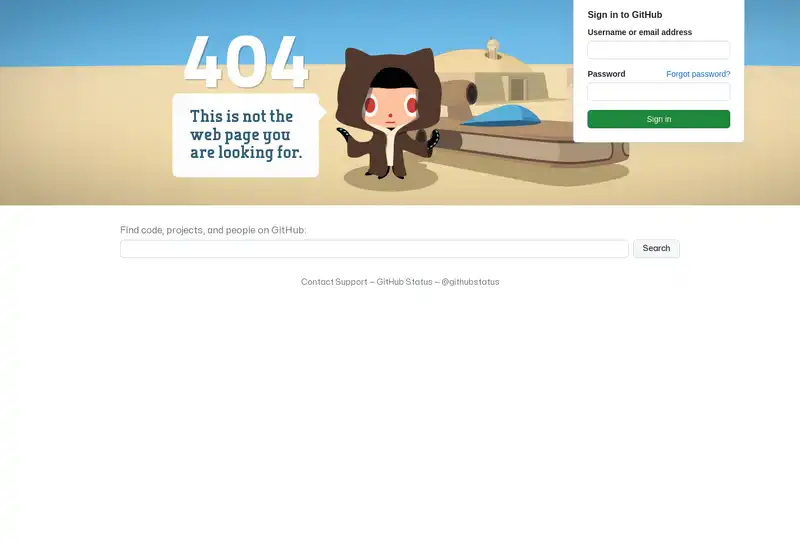 404
This is not the
web page you
are looking for.
Sign in to GitHub
Username or email address
Password
Forgot password?
Sign in
Find code, projects, and people on GitHub:
Search
Contact Support — GitHub Status — @githubstatus